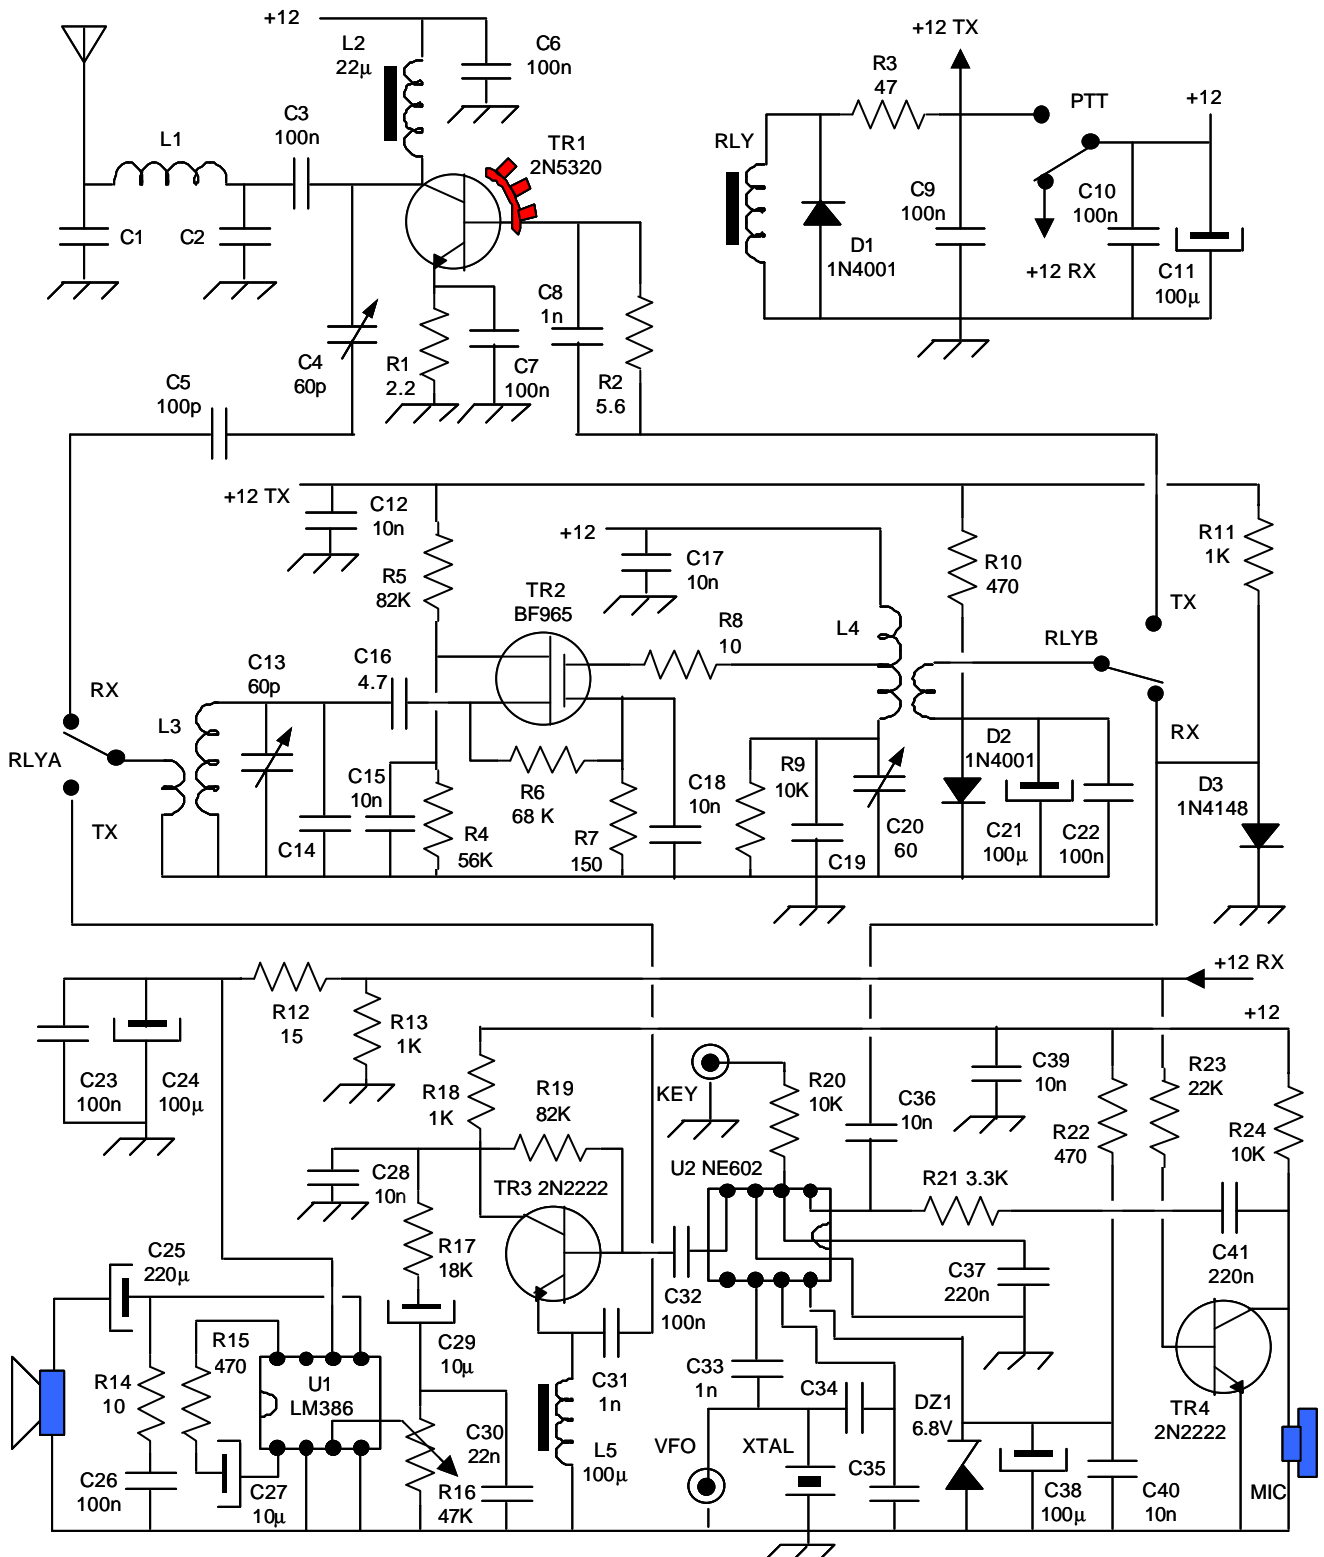 +12
L2
22µ
C6
100n
C3
100n
L1
TR1
2N5320
C1
C2
C4
60p
R1
2.2
C7
100n
C8
1n
R2
5.6
C5
100p
+12 TX
R3
47
PTT
+12
RLY
D1
1N4001
C9
100n
C10
100n
+12 RX
C11
100µ
+12 TX
C12
10n
R5
82K
+12
C17
10n
TR2
BF965
R8
10
L4
R10
470
RLYB
TX
R11
1K
RX
C13
60p
C16
4.7
RX
L3
RLYA
TX
C14
C15
10n
R4
56K
R6
68 K
R7
150
C18
10n
R9
10K
C19
C20
60
D2
1N4001
C21
100µ
C22
100n
D3
1N4148
+12 RX
R12
15
R13
1K
C23
100n
C24
100µ
+12
R18
1K
R19
82K
KEY
R20
10K
C36
10n
C39
10n
R22
470
R23
22K
R24
10K
C28
10n
TR3 2N2222
U2 NE602
R21 3.3K
C41
220n
R17
18K
C25
220µ
C32
100n
C37
220n
C29
10µ
R15
470
R14
10
U1
LM386
C31
1n
C33
1n
C34
DZ1
6.8V
TR4
2N2222
C30
22n
L5
100µ
VFO
XTAL
C35
C26
100n
C27
10µ
R16
47K
C38
100µ
C40
10n
MIC